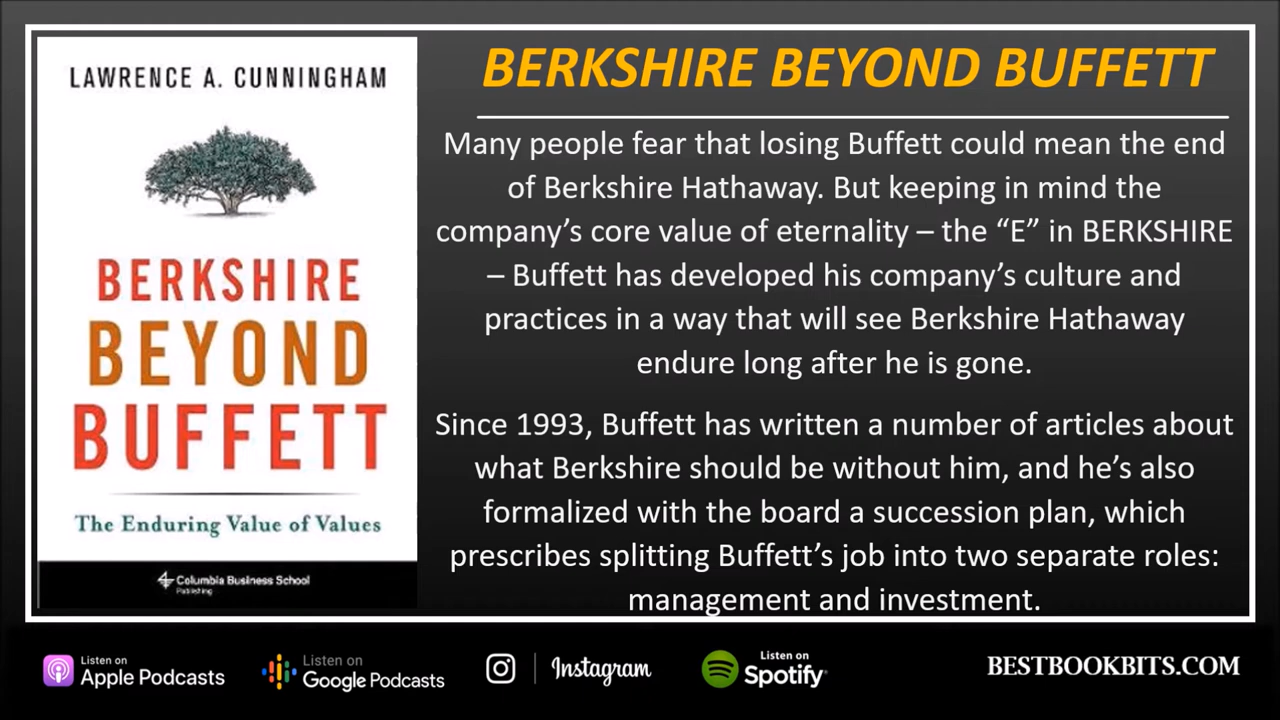 LAWRENCE A. CUNNINGHAM
BERKSHIRE
BEYOND
BUFFETT
The Enduring Value of Values
Columbia Business School
Publishing
BERKSHIRE BEYOND BUFFETT
Many people fear that losing Buffett could mean the end
of Berkshire Hathaway. But keeping in mind the
company’s core value of eternality – the “E” in BERKSHIRE
– Buffett has developed his company’s culture and
practices in a way that will see Berkshire Hathaway
endure long after he is gone.
Since 1993, Buffett has written a number of articles about
what Berkshire should be without him, and he’s also
formalized with the board a succession plan, which
prescribes splitting Buffett’s job into two separate roles:
management and investment.
Listen on
Apple Podcasts
Listen on
Google Podcasts
Instagram
Listen on
Spotify
BESTBOOKBITS.COM